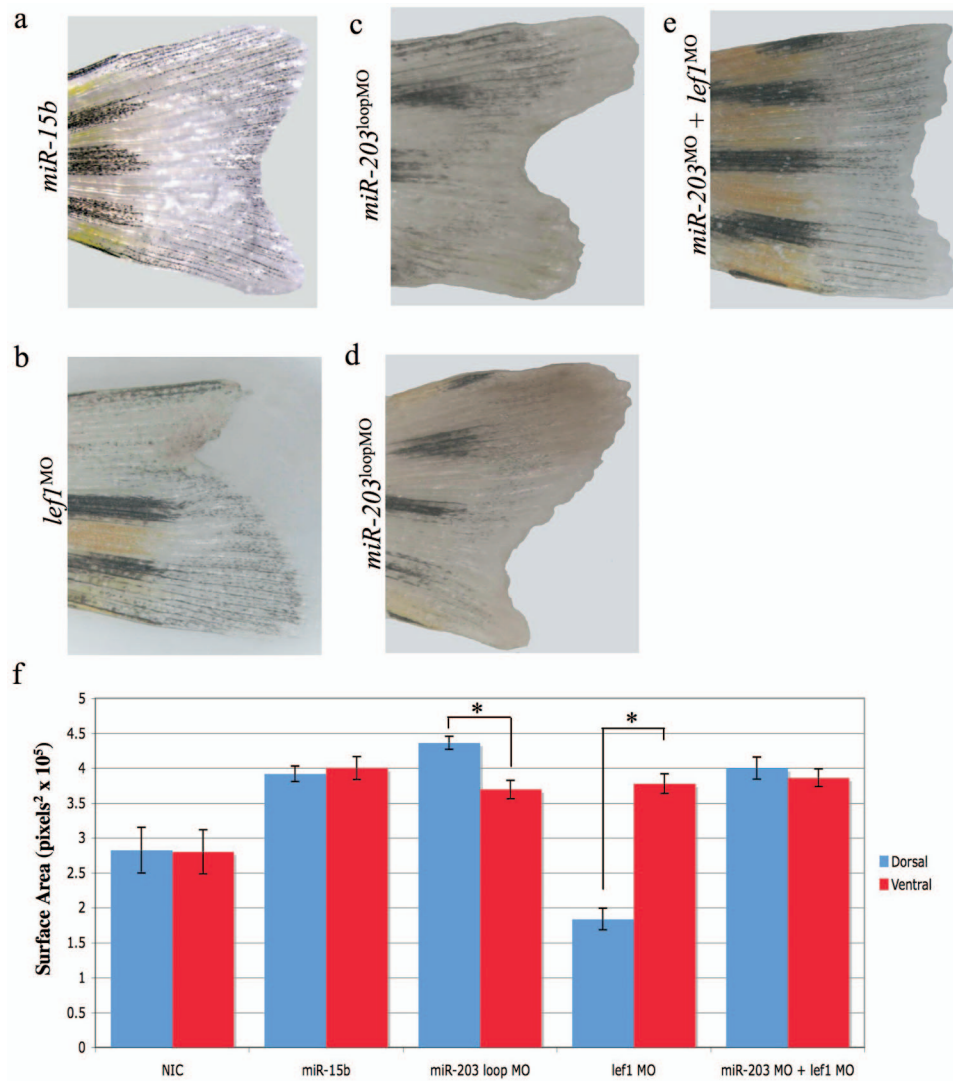 a
miR-15b
c
miR-203loopMO
e
miR-203MO + lef1MO
b
lef1MO
d
miR-203loopMO
f
Surface Area (pixels² x 10⁵)
5
4.5
4
3.5
3
2.5
2
1.5
1
0.5
0
*
*
Dorsal
Ventral
NIC
miR-15b
miR-203 loop MO
lef1 MO
miR-203 MO + lef1 MO